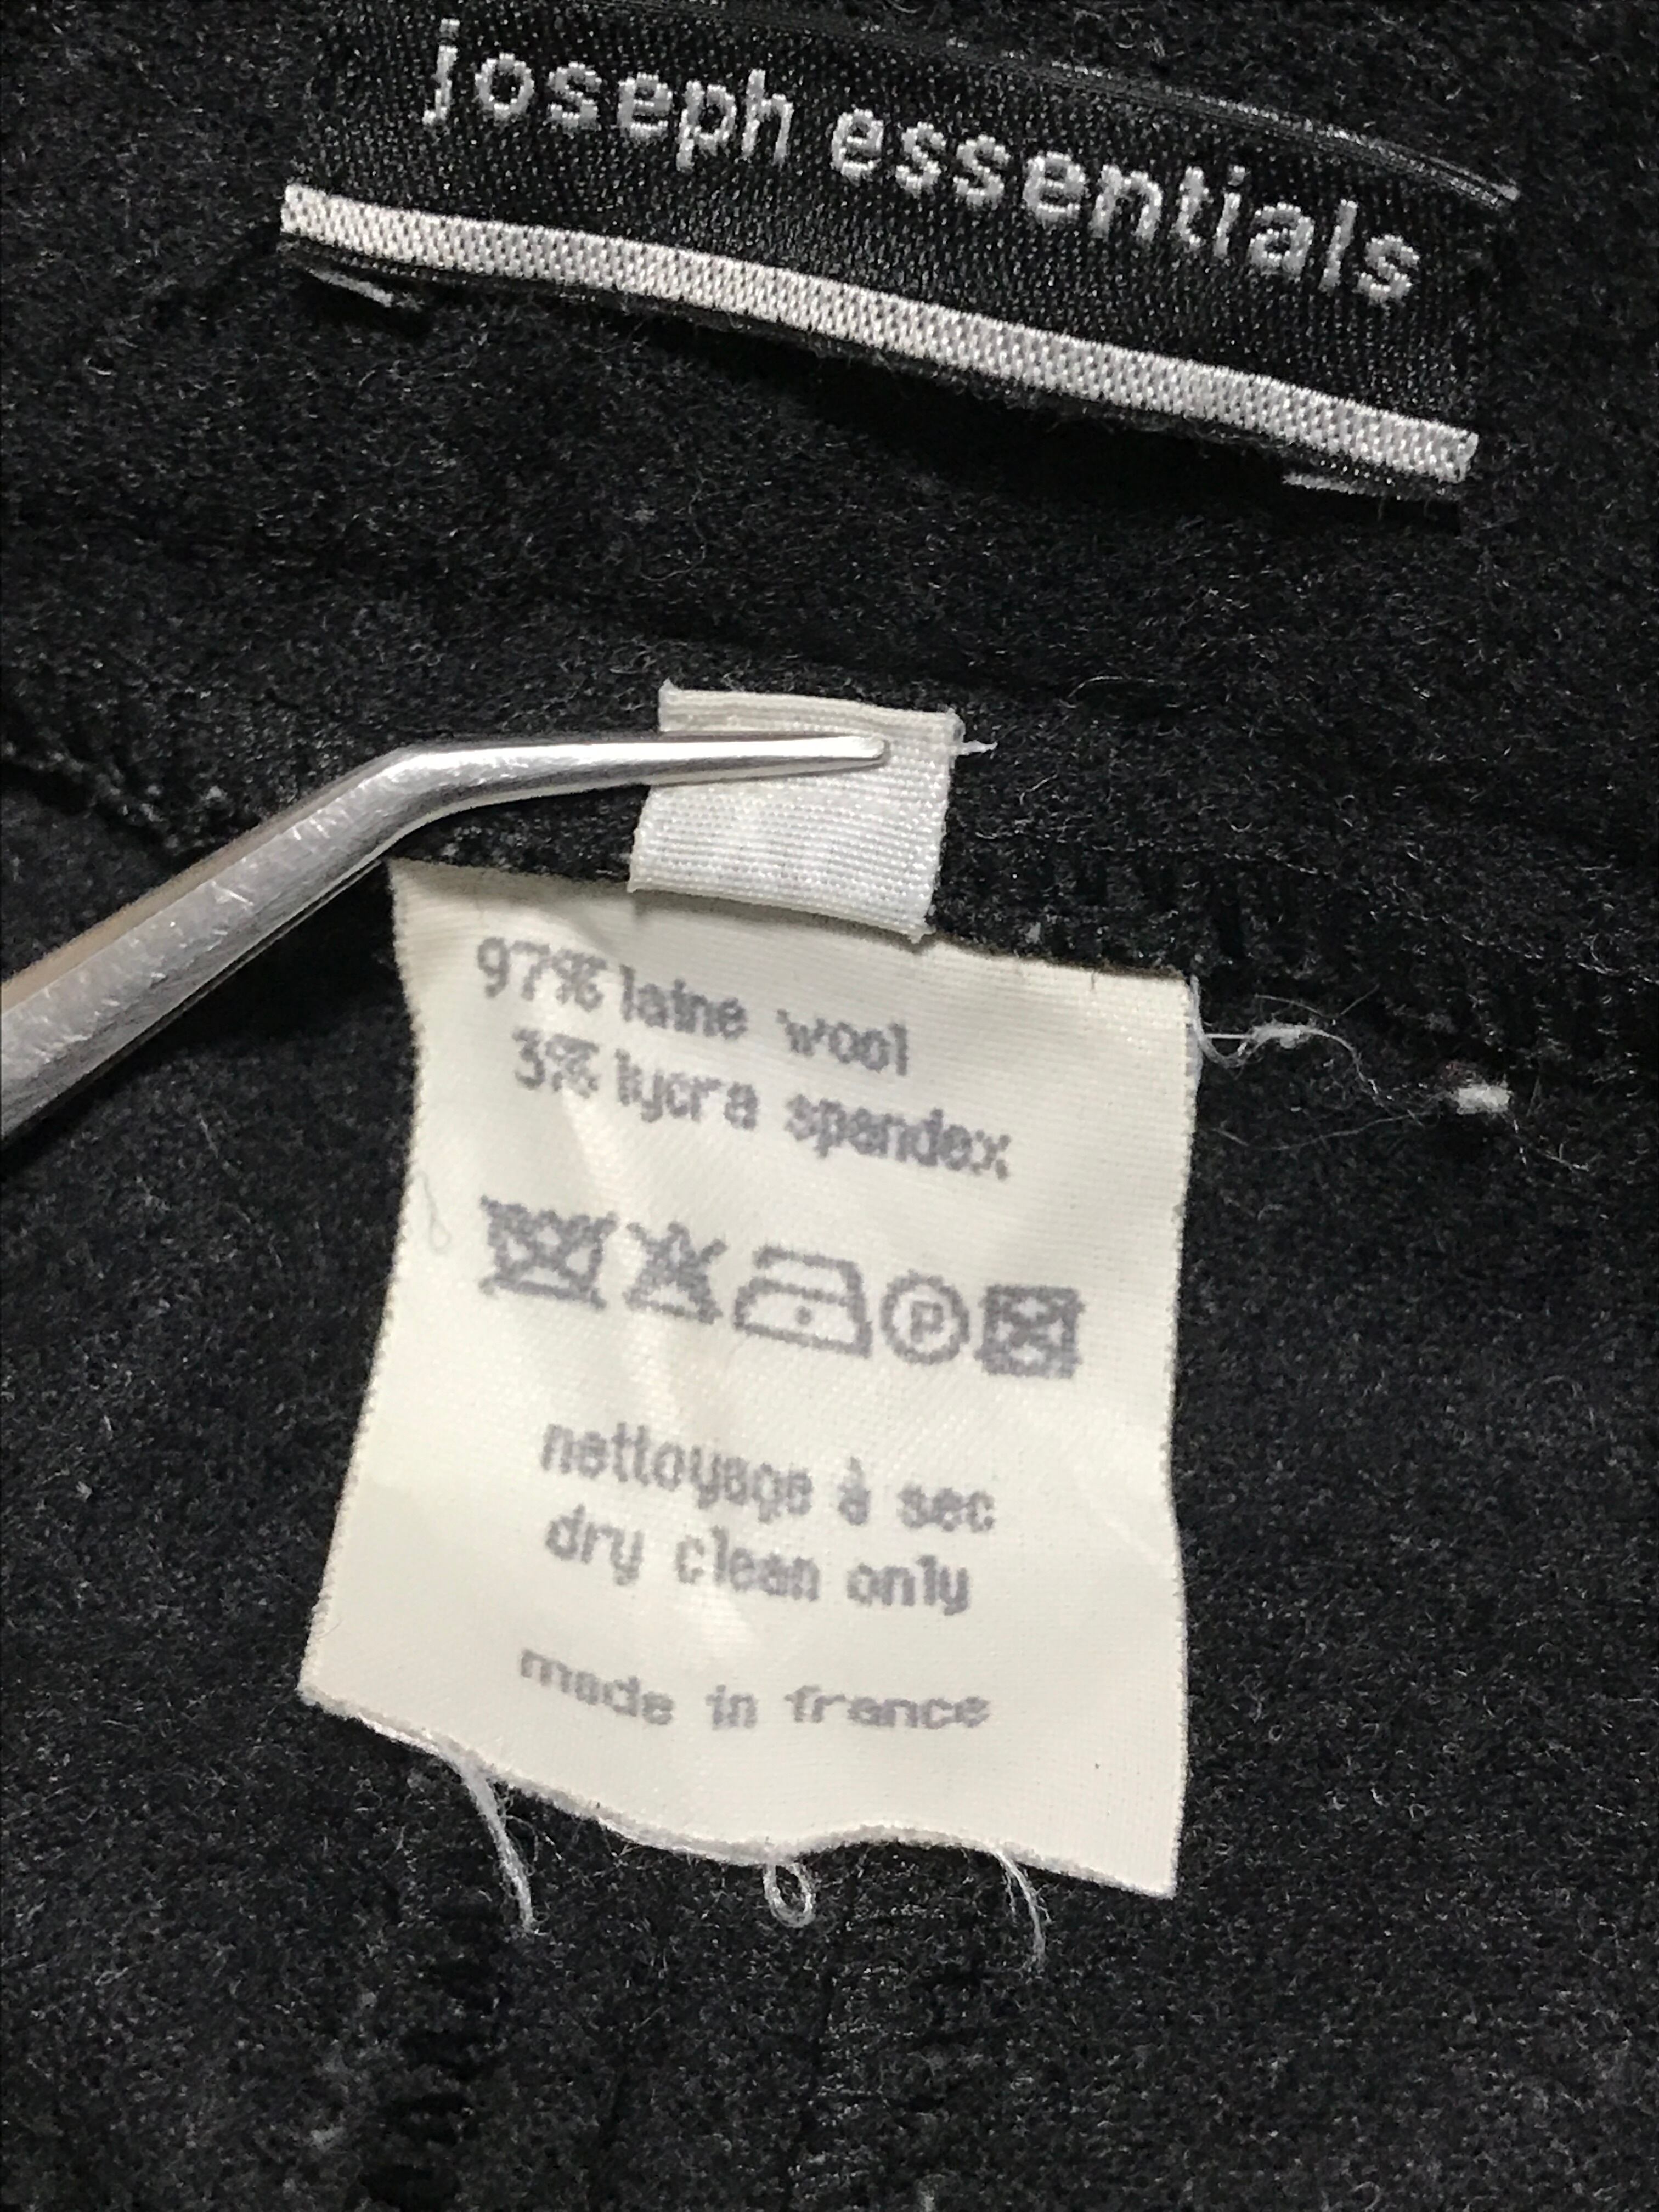 joseph essentials
97% laine wool
3% lycra spandex
P
nettoyage à sec
dry clean only
made in france